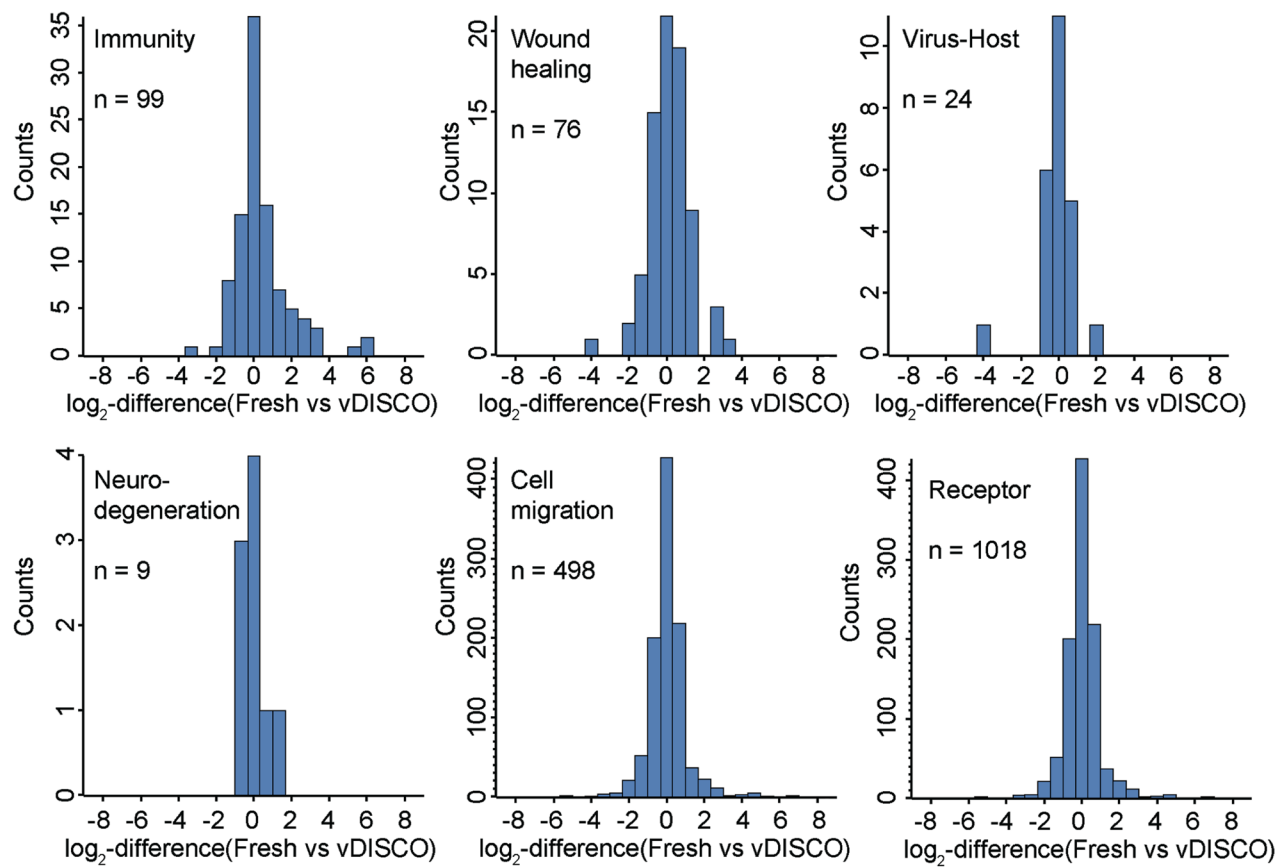 Immunity
n = 99
Counts
0
5
10
15
20
25
30
35
-8 -6 -4 -2 0 2 4 6 8
log2-difference(Fresh vs vDISCO)
Wound
healing
n = 76
Counts
0
5
10
15
20
-8 -6 -4 -2 0 2 4 6 8
log2-difference(Fresh vs vDISCO)
Virus-Host
n = 24
Counts
0
2
4
6
8
10
-8 -6 -4 -2 0 2 4 6 8
log2-difference(Fresh vs vDISCO)
Neuro-
degeneration
n = 9
Counts
0
1
2
3
4
-8 -6 -4 -2 0 2 4 6 8
log2-difference(Fresh vs vDISCO)
Cell
migration
n = 498
Counts
0
100
200
300
400
-8 -6 -4 -2 0 2 4 6 8
log2-difference(Fresh vs vDISCO)
Receptor
n = 1018
Counts
0
100
200
300
400
-8 -6 -4 -2 0 2 4 6 8
log2-difference(Fresh vs vDISCO)